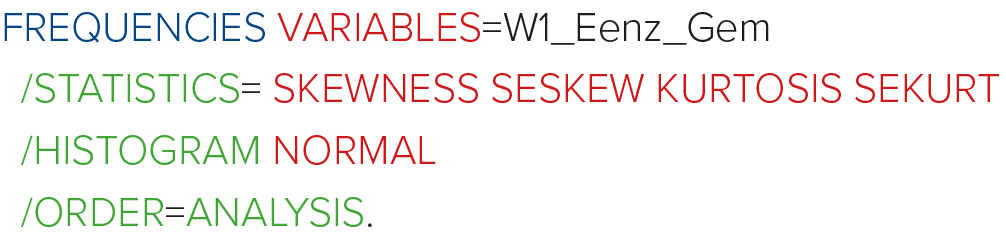 FREQUENCIES VARIABLES=W1_Eenz_Gem
/STATISTICS= SKEWNESS SESKEW KURTOSIS SEKURT
/HISTOGRAM NORMAL
/ORDER=ANALYSIS.